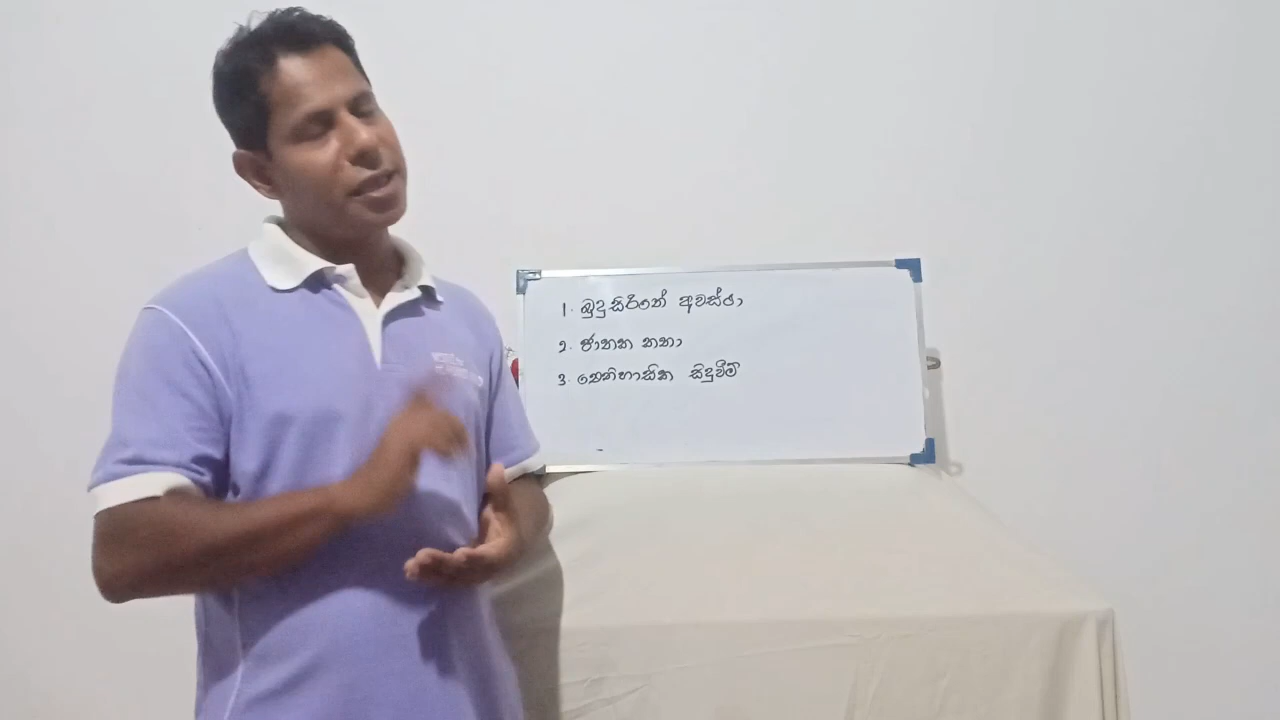 1. බුදුසිරිතේ අවස්ථා
2. ජාතක කතා
3. ඓතිහාසික සිදුවීම්